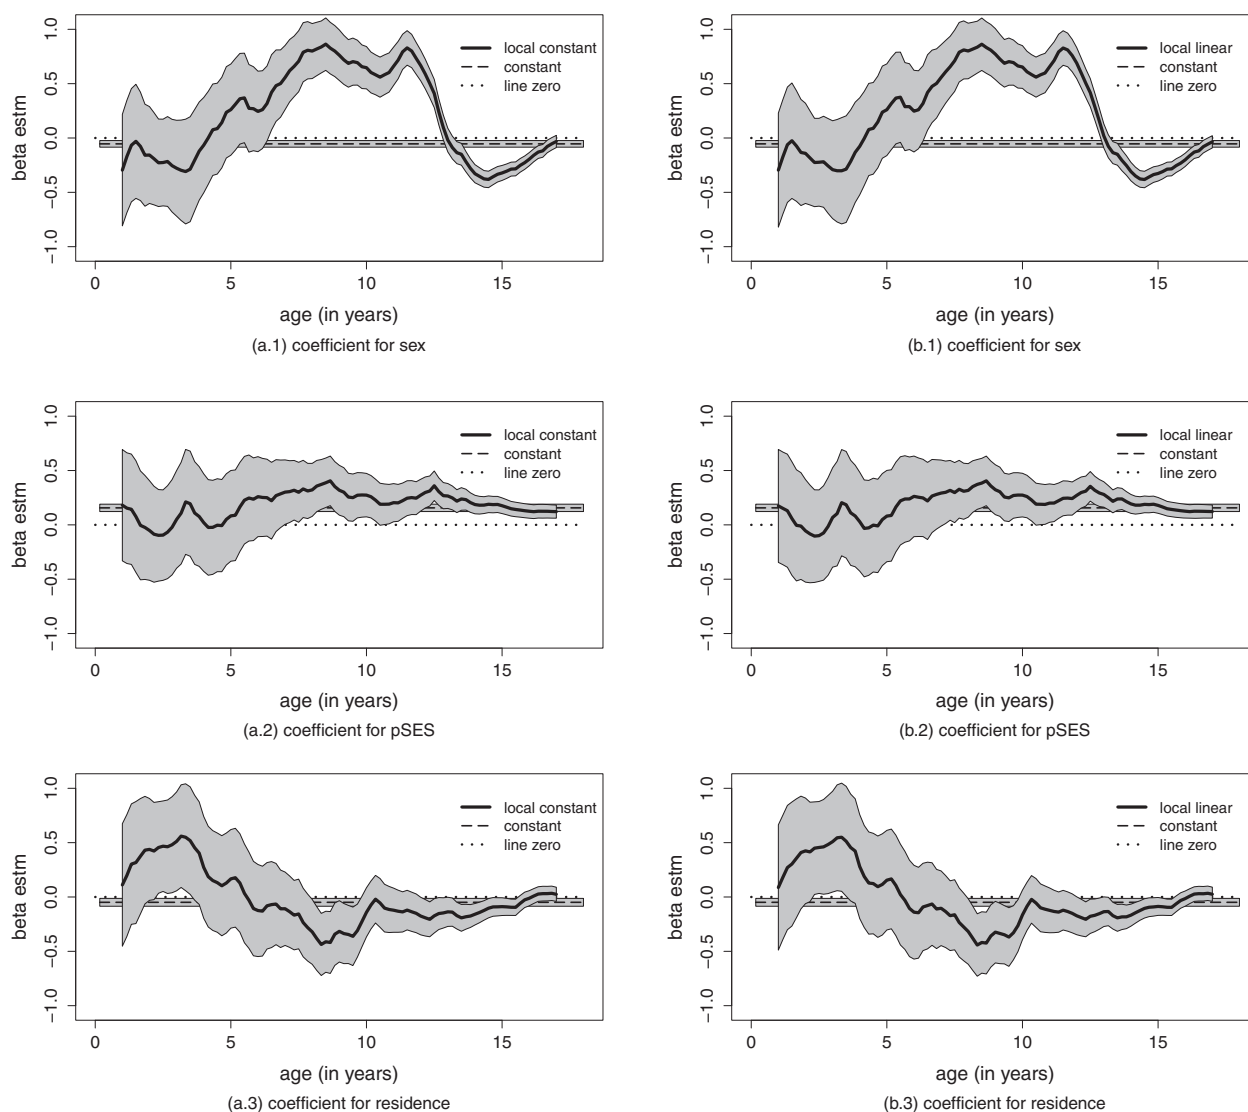 beta estm
1.0
0.5
0.0
−0.5
−1.0
local constant
constant
line zero
0 5 10 15
age (in years)
(a.1) coefficient for sex
beta estm
1.0
0.5
0.0
−0.5
−1.0
local linear
constant
line zero
0 5 10 15
age (in years)
(b.1) coefficient for sex
beta estm
1.0
0.5
0.0
−0.5
−1.0
local constant
constant
line zero
0 5 10 15
age (in years)
(a.2) coefficient for pSES
beta estm
1.0
0.5
0.0
−0.5
−1.0
local linear
constant
line zero
0 5 10 15
age (in years)
(b.2) coefficient for pSES
beta estm
1.0
0.5
0.0
−0.5
−1.0
local constant
constant
line zero
0 5 10 15
age (in years)
(a.3) coefficient for residence
beta estm
1.0
0.5
0.0
−0.5
−1.0
local linear
constant
line zero
0 5 10 15
age (in years)
(b.3) coefficient for residence